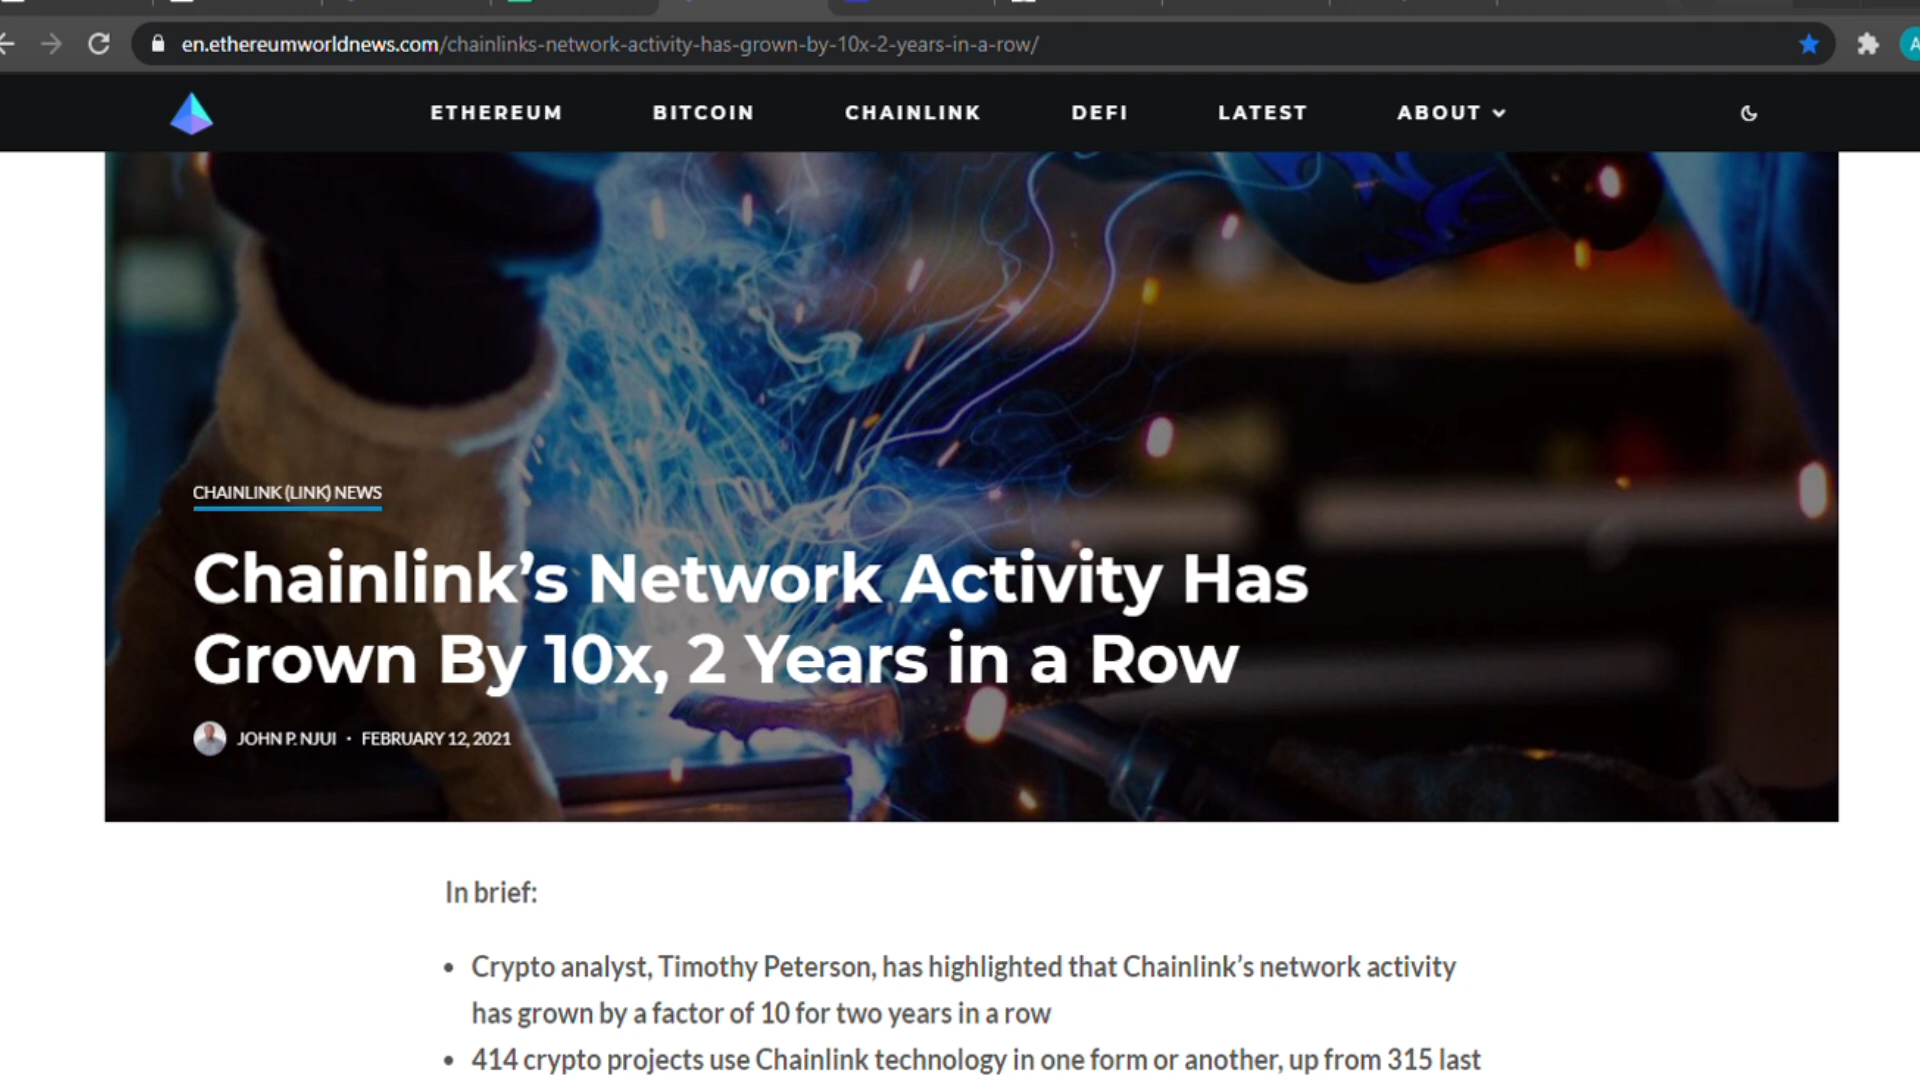 en.ethereumworldnews.com/chainlinks-network-activity-has-grown-by-10x-2-years-in-a-row/
A
ETHEREUM BITCOIN CHAINLINK DEFI LATEST ABOUT
CHAINLINK (LINK) NEWS
Chainlink’s Network Activity Has
Grown By 10x, 2 Years in a Row
JOHN P. NJUI · FEBRUARY 12, 2021
In brief:
• Crypto analyst, Timothy Peterson, has highlighted that Chainlink’s network activity
has grown by a factor of 10 for two years in a row
• 414 crypto projects use Chainlink technology in one form or another, up from 315 last